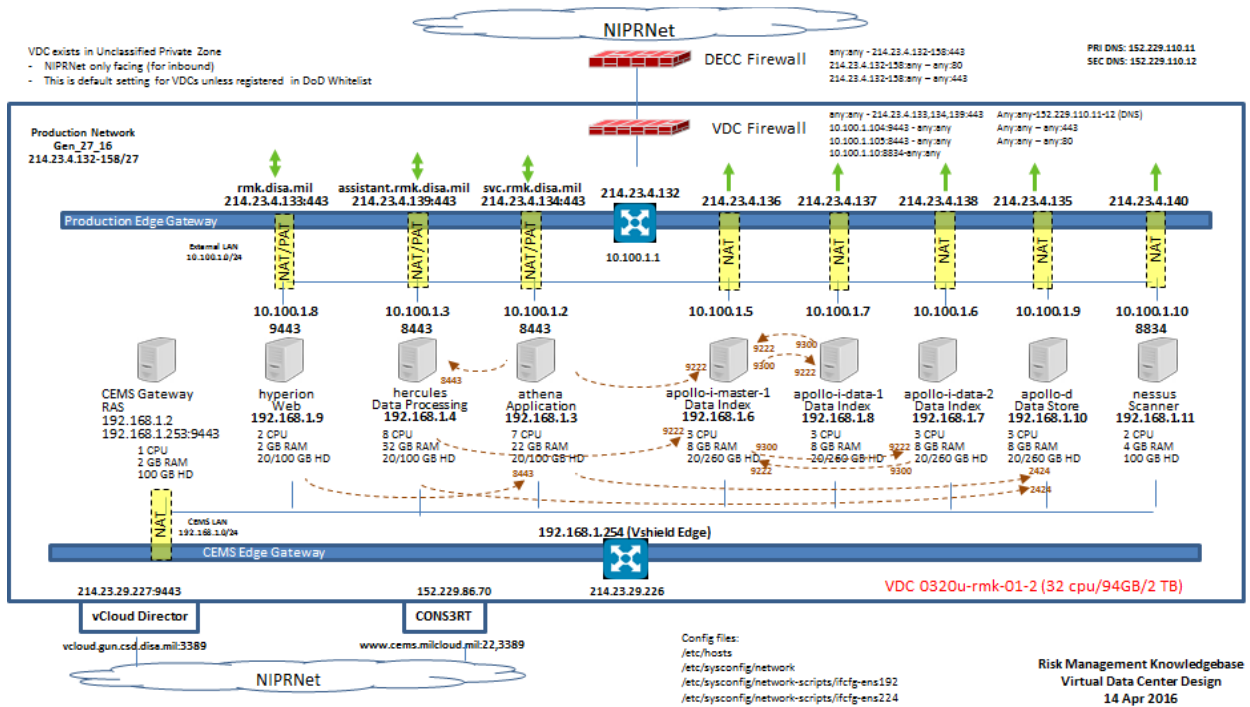 NIPRNet
VDC exists in Unclassified Private Zone
- NIPRNet only facing (for inbound)
- This is default setting for VDCs unless registered in DoD Whitelist
DECC Firewall
any:any - 214.23.4.132-158:443
214.23.4.132-158:any – any:80
214.23.4.132-158:any – any:443
PRI DNS: 152.229.110.11
SEC DNS: 152.229.110.12
Production Network
Gen_27_16
214.23.4.132-158/27
VDC Firewall
any:any - 214.23.4.133,134,139:443
10.100.1.104:9443 - any:any
10.100.1.105:8443 – any:any
10.100.1.10:8834-any:any
Any:Any-152.229.110.11-12 (DNS)
Any:Any – any:443
Any:Any – any:80
rmk.disa.mil
214.23.4.133:443
assistant.rmk.disa.mil
214.23.4.139:443
svc.rmk.disa.mil
214.23.4.134:443
214.23.4.132
214.23.4.136
214.23.4.137
214.23.4.138
214.23.4.135
214.23.4.140
Production Edge Gateway
External LAN
10.100.1.0/24
NAT/PAT
NAT/PAT
NAT/PAT
10.100.1.1
NAT
NAT
NAT
NAT
NAT
10.100.1.8
9443
10.100.1.3
8443
10.100.1.2
8443
10.100.1.5
10.100.1.7
10.100.1.6
10.100.1.9
10.100.1.10
8834
9222
9300
9300
9222
9222
8443
CEMS Gateway
RAS
192.168.1.2
192.168.1.253:9443
1 CPU
2 GB RAM
100 GB HD
hyperion
Web
192.168.1.9
2 CPU
2 GB RAM
20/100 GB HD
hercules
Data Processing
192.168.1.4
8 CPU
32 GB RAM
20/100 GB HD
athena
Application
192.168.1.3
7 CPU
22 GB RAM
20/100 GB HD
apollo-i-master-1
Data Index
192.168.1.6
3 CPU
8 GB RAM
20/260 GB HD
apollo-i-data-1
Data Index
192.168.1.8
3 CPU
8 GB RAM
20/260 GB HD
apollo-i-data-2
Data Index
192.168.1.7
3 CPU
8 GB RAM
20/260 GB HD
apollo-d
Data Store
192.168.1.10
3 CPU
8 GB RAM
20/260 GB HD
nessus
Scanner
192.168.1.11
2 CPU
4 GB RAM
100 GB HD
9222
9300
9222
9222
9300
8443
2424
2424
NAT
CEMS LAN
192.168.1.0/24
192.168.1.254 (Vshield Edge)
CEMS Edge Gateway
VDC 0320u-rmk-01-2 (32 cpu/94GB/2 TB)
214.23.29.227:9443
152.229.86.70
214.23.29.226
vCloud Director
CONS3RT
vcloud.gun.csd.disa.mil:3389
www.cems.milcloud.mil:22,3389
NIPRNet
Config files:
/etc/hosts
/etc/sysconfig/network
/etc/sysconfig/network-scripts/ifcfg-ens192
/etc/sysconfig/network-scripts/ifcfg-ens224
Risk Management Knowledgebase
Virtual Data Center Design
14 Apr 2016